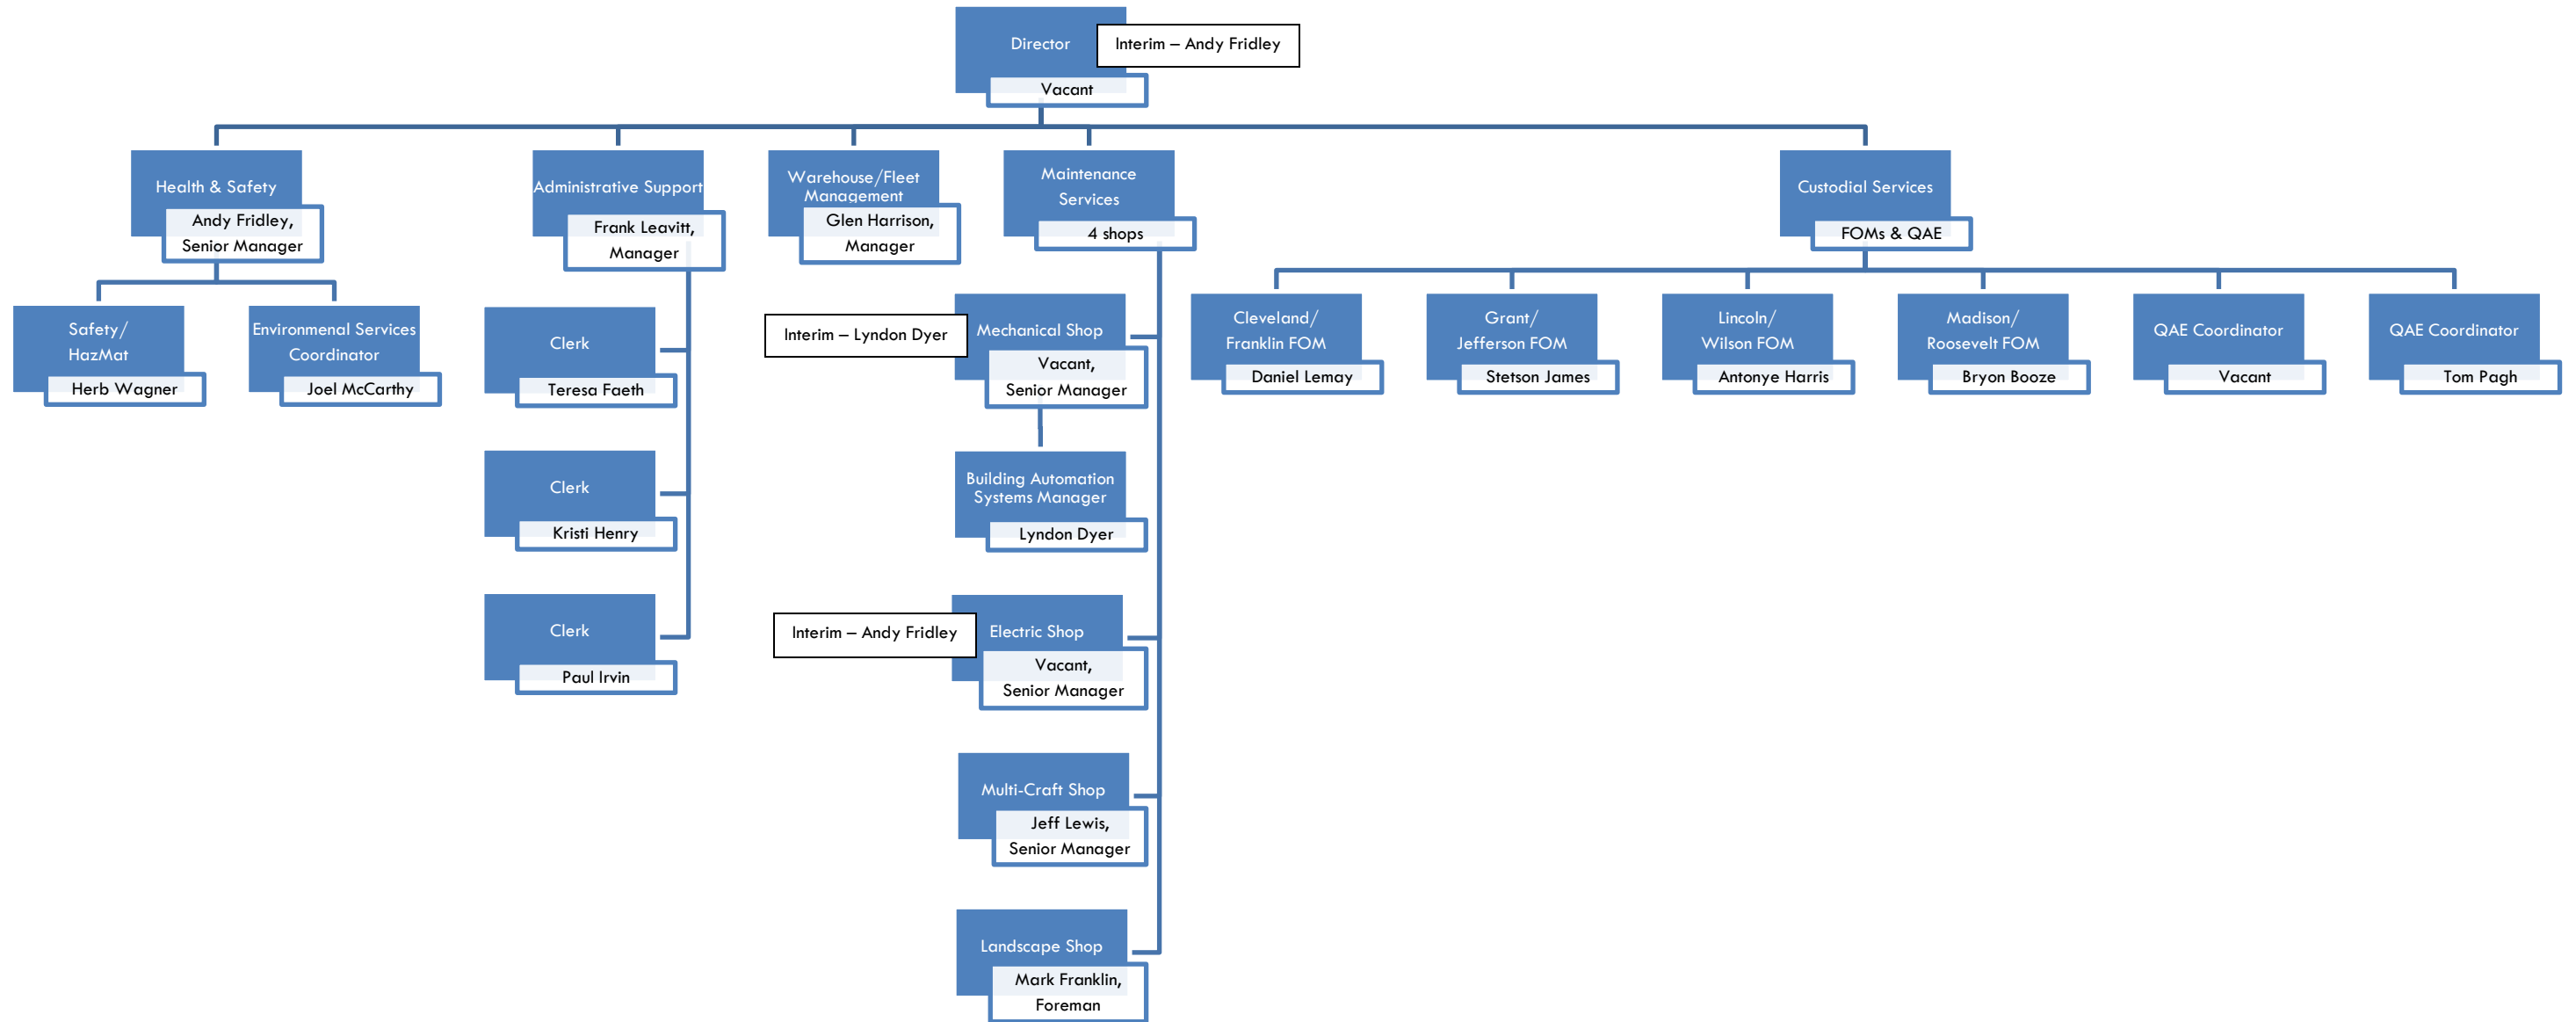 Director
Interim – Andy Fridley
Vacant
Health & Safety
Andy Fridley,
Senior Manager
Administrative Support
Frank Leavitt,
Manager
Warehouse/Fleet
Management
Glen Harrison,
Manager
Maintenance
Services
4 shops
Custodial Services
FOMs & QAE
Safety/
HazMat
Herb Wagner
Environmenal Services
Coordinator
Joel McCarthy
Clerk
Teresa Faeth
Clerk
Kristi Henry
Clerk
Paul Irvin
Interim – Lyndon Dyer
Mechanical Shop
Vacant,
Senior Manager
Building Automation
Systems Manager
Lyndon Dyer
Interim – Andy Fridley
Electric Shop
Vacant,
Senior Manager
Multi-Craft Shop
Jeff Lewis,
Senior Manager
Landscape Shop
Mark Franklin,
Foreman
Cleveland/
Franklin FOM
Daniel Lemay
Grant/
Jefferson FOM
Stetson James
Lincoln/
Wilson FOM
Antonye Harris
Madison/
Roosevelt FOM
Bryon Booze
QAE Coordinator
Vacant
QAE Coordinator
Tom Pagh